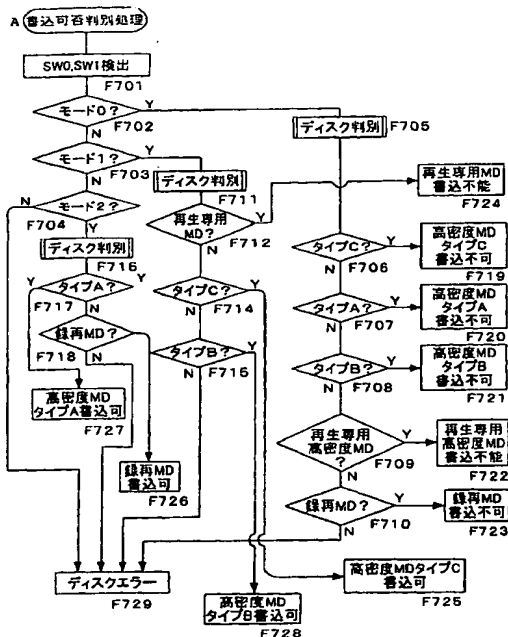 A 書込可否判別処理
SW0,SW1検出
F701
モード0?
Y
F702
N
ディスク判別
F705
モード1?
Y
F703
N
ディスク判別
F711
再生専用MD
書込不能
F724
N
モード2?
F704
Y
再生専用
MD?
Y
F712
N
ディスク判別
F716
タイプC?
Y
F706
N
高密度MD
タイプC
書込不可
F719
Y
タイプA?
Y
F717
N
タイプC?
Y
F714
N
タイプA?
Y
F707
N
高密度MD
タイプA
書込不可
F720
録再MD?
Y
F718
N
タイプB?
Y
F715
N
タイプB?
Y
F708
N
高密度MD
タイプB
書込不可
F721
高密度MD
タイプA書込可
F727
再生専用
高密度MD
?
Y
F709
N
再生専用
高密度MD
書込不能
F722
録再MD
書込可
F726
録再MD?
Y
F710
N
録再MD
書込不可
F723
ディスクエラー
F729
高密度MD
タイプB書込可
F728
高密度MDタイプC
書込可
F725